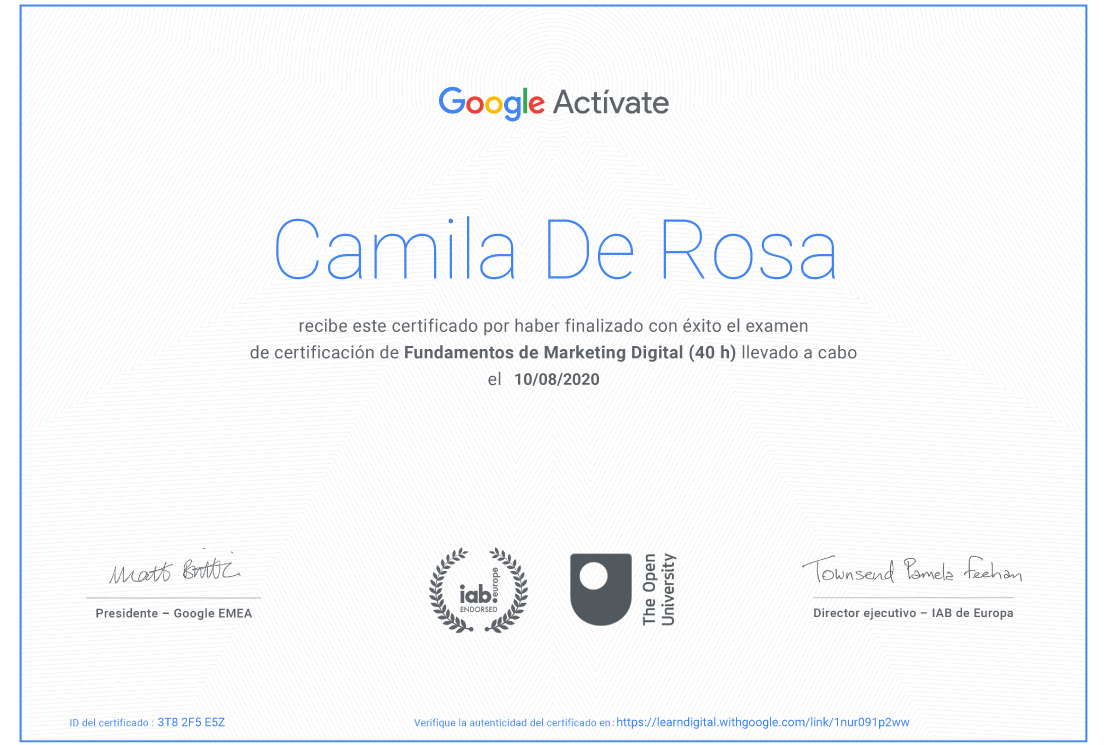 Google Actívate
Camila De Rosa
recibe este certificado por haber finalizado con éxito el examen
de certificación de Fundamentos de Marketing Digital (40 h) llevado a cabo
el 10/08/2020
Matt Brittin
Presidente – Google EMEA
iab.europe
ENDORSED
The Open
University
Townsend Pamela Feehan
Director ejecutivo – IAB de Europa
ID del certificado : 3T8 2F5 E5Z
Verifique la autenticidad del certificado en: https://learndigital.withgoogle.com/link/1nur091p2ww